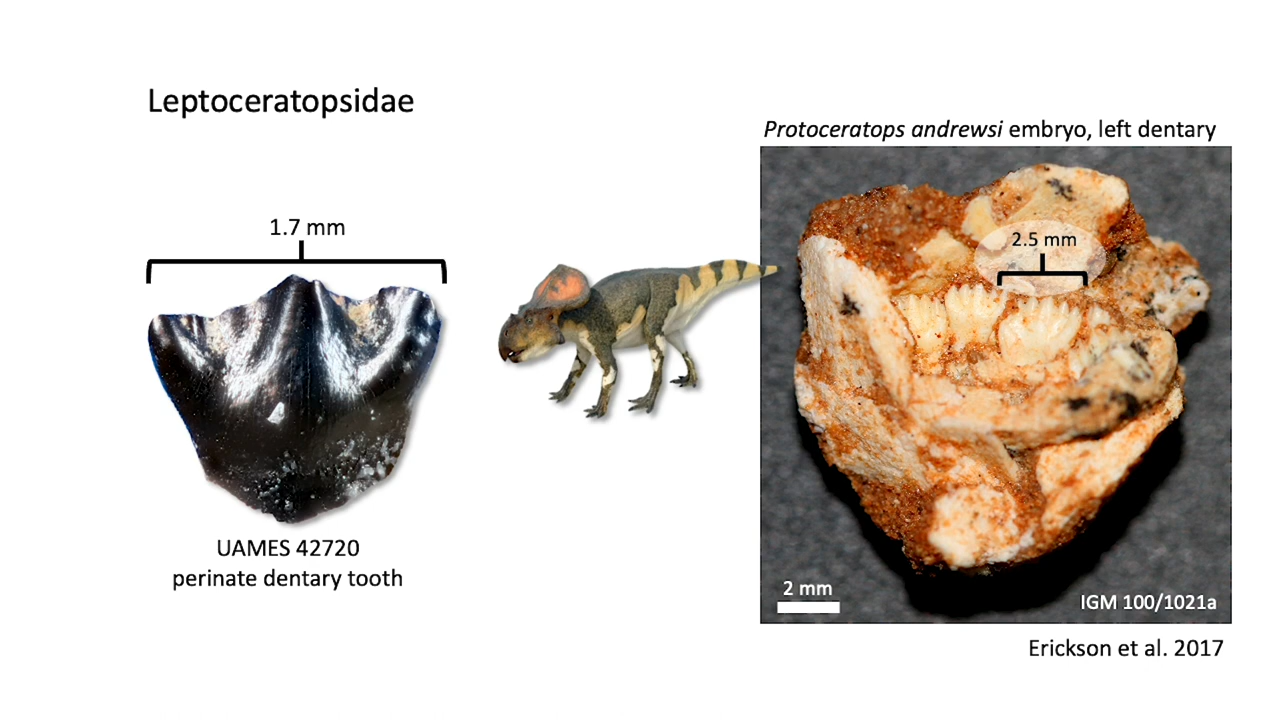 Leptoceratopsidae
1.7 mm
UAMES 42720
perinate dentary tooth
Protoceratops andrewsi embryo, left dentary
2.5 mm
2 mm
IGM 100/1021a
Erickson et al. 2017